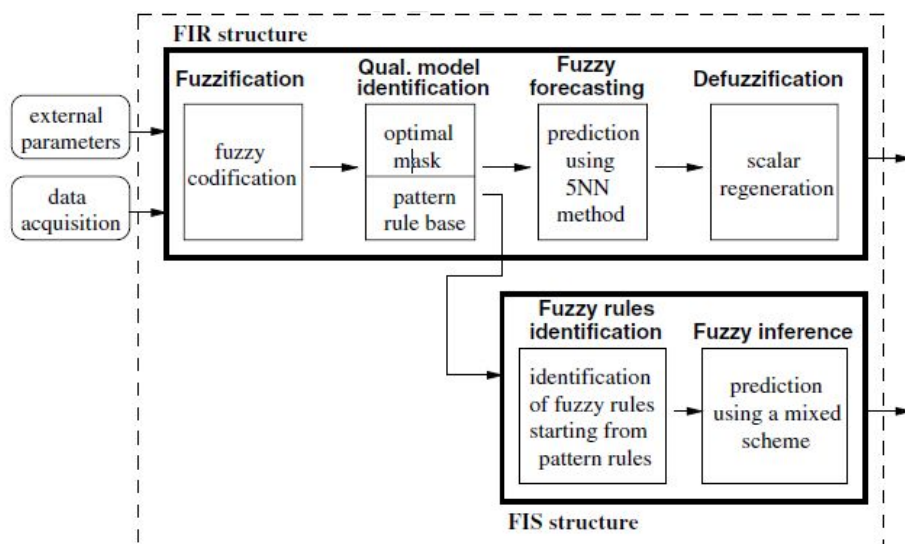 FIR structure
Fuzzification
Qual. model
identification
Fuzzy
forecasting
Defuzzification
external
parameters
data
acquisition
fuzzy
codification
optimal
mask
pattern
rule base
prediction
using
5NN
method
scalar
regeneration
Fuzzy rules
identification
Fuzzy inference
identification
of fuzzy rules
starting from
pattern rules
prediction
using a mixed
scheme
FIS structure